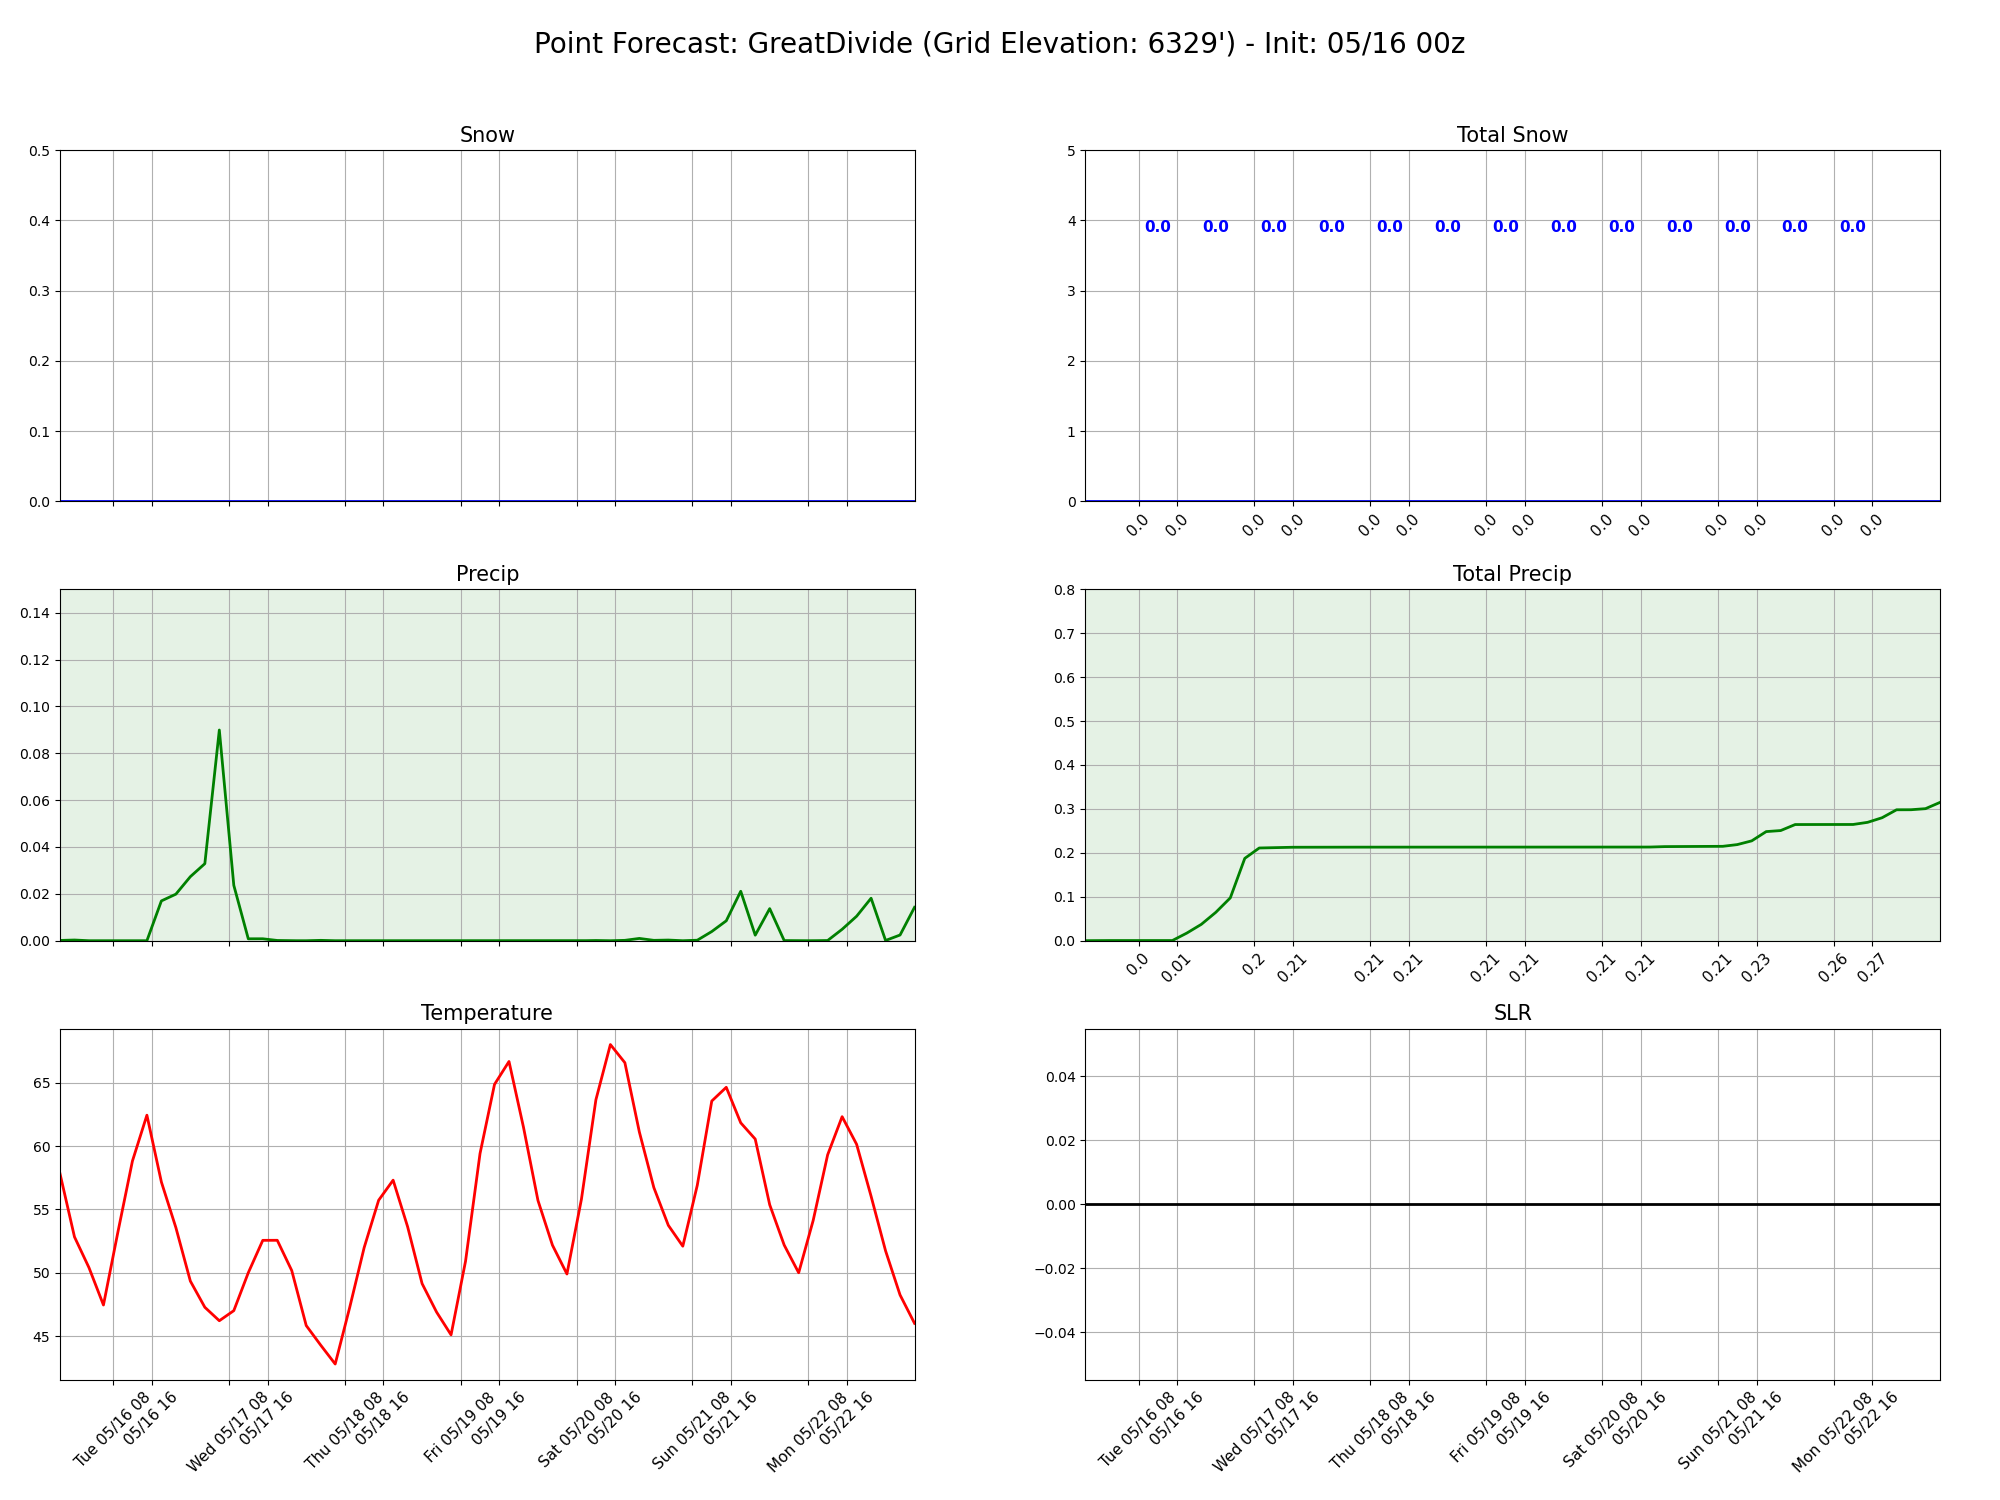 Point Forecast: GreatDivide (Grid Elevation: 6329') - Init: 05/16 00z
Snow
0.5
0.4
0.3
0.2
0.1
0.0
Total Snow
5
4
3
2
1
0
0.0 0.0 0.0 0.0 0.0 0.0 0.0 0.0 0.0 0.0 0.0 0.0 0.0
0.0 0.0 0.0 0.0 0.0 0.0 0.0 0.0 0.0 0.0 0.0 0.0 0.0 0.0
Precip
0.14
0.12
0.10
0.08
0.06
0.04
0.02
0.00
Total Precip
0.8
0.7
0.6
0.5
0.4
0.3
0.2
0.1
0.0
0.0 0.01 0.2 0.21 0.21 0.21 0.21 0.21 0.21 0.21 0.21 0.23 0.26 0.27
Temperature
65
60
55
50
45
Tue 05/16 08
05/16 16
Wed 05/17 08
05/17 16
Thu 05/18 08
05/18 16
Fri 05/19 08
05/19 16
Sat 05/20 08
05/20 16
Sun 05/21 08
05/21 16
Mon 05/22 08
05/22 16
SLR
0.04
0.02
0.00
−0.02
−0.04
Tue 05/16 08
05/16 16
Wed 05/17 08
05/17 16
Thu 05/18 08
05/18 16
Fri 05/19 08
05/19 16
Sat 05/20 08
05/20 16
Sun 05/21 08
05/21 16
Mon 05/22 08
05/22 16